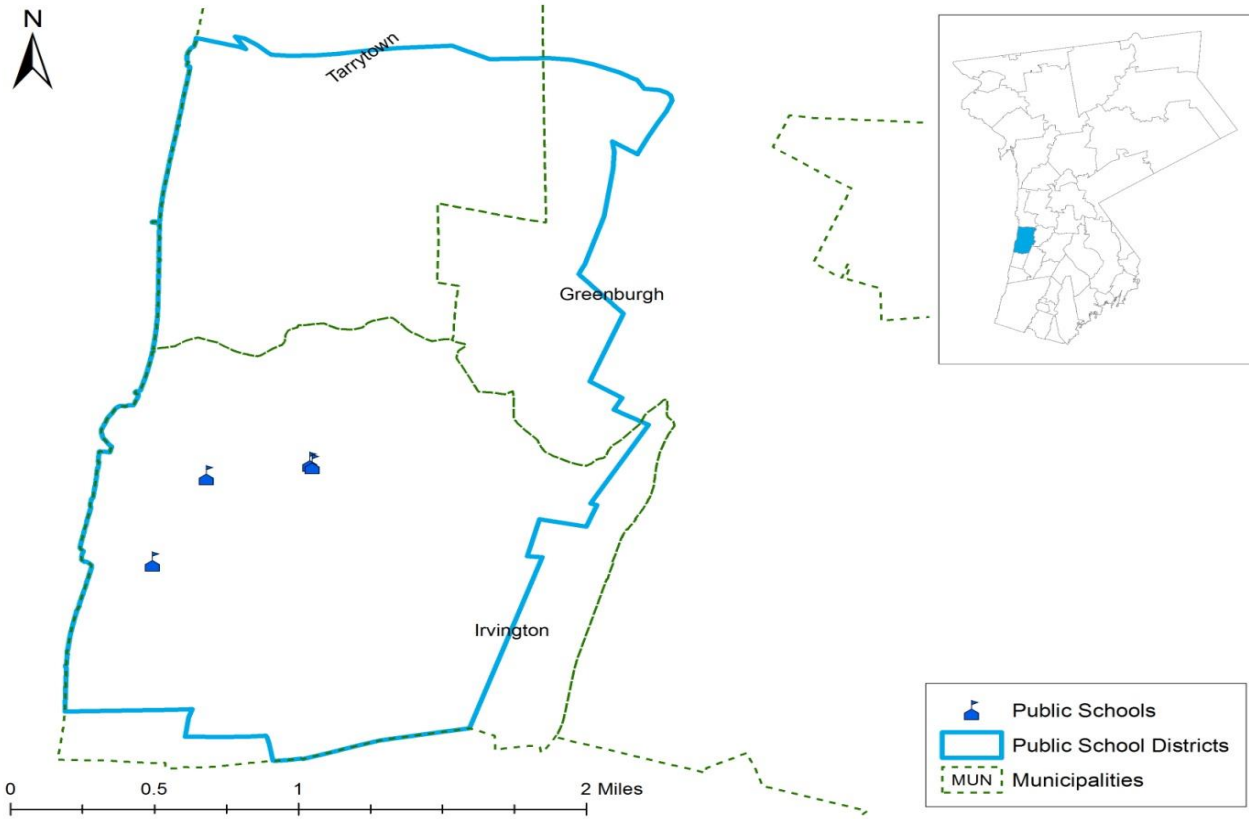 N
Tarrytown
Greenburgh
Irvington
Public Schools
Public School Districts
MUN Municipalities
0 0.5 1 2 Miles